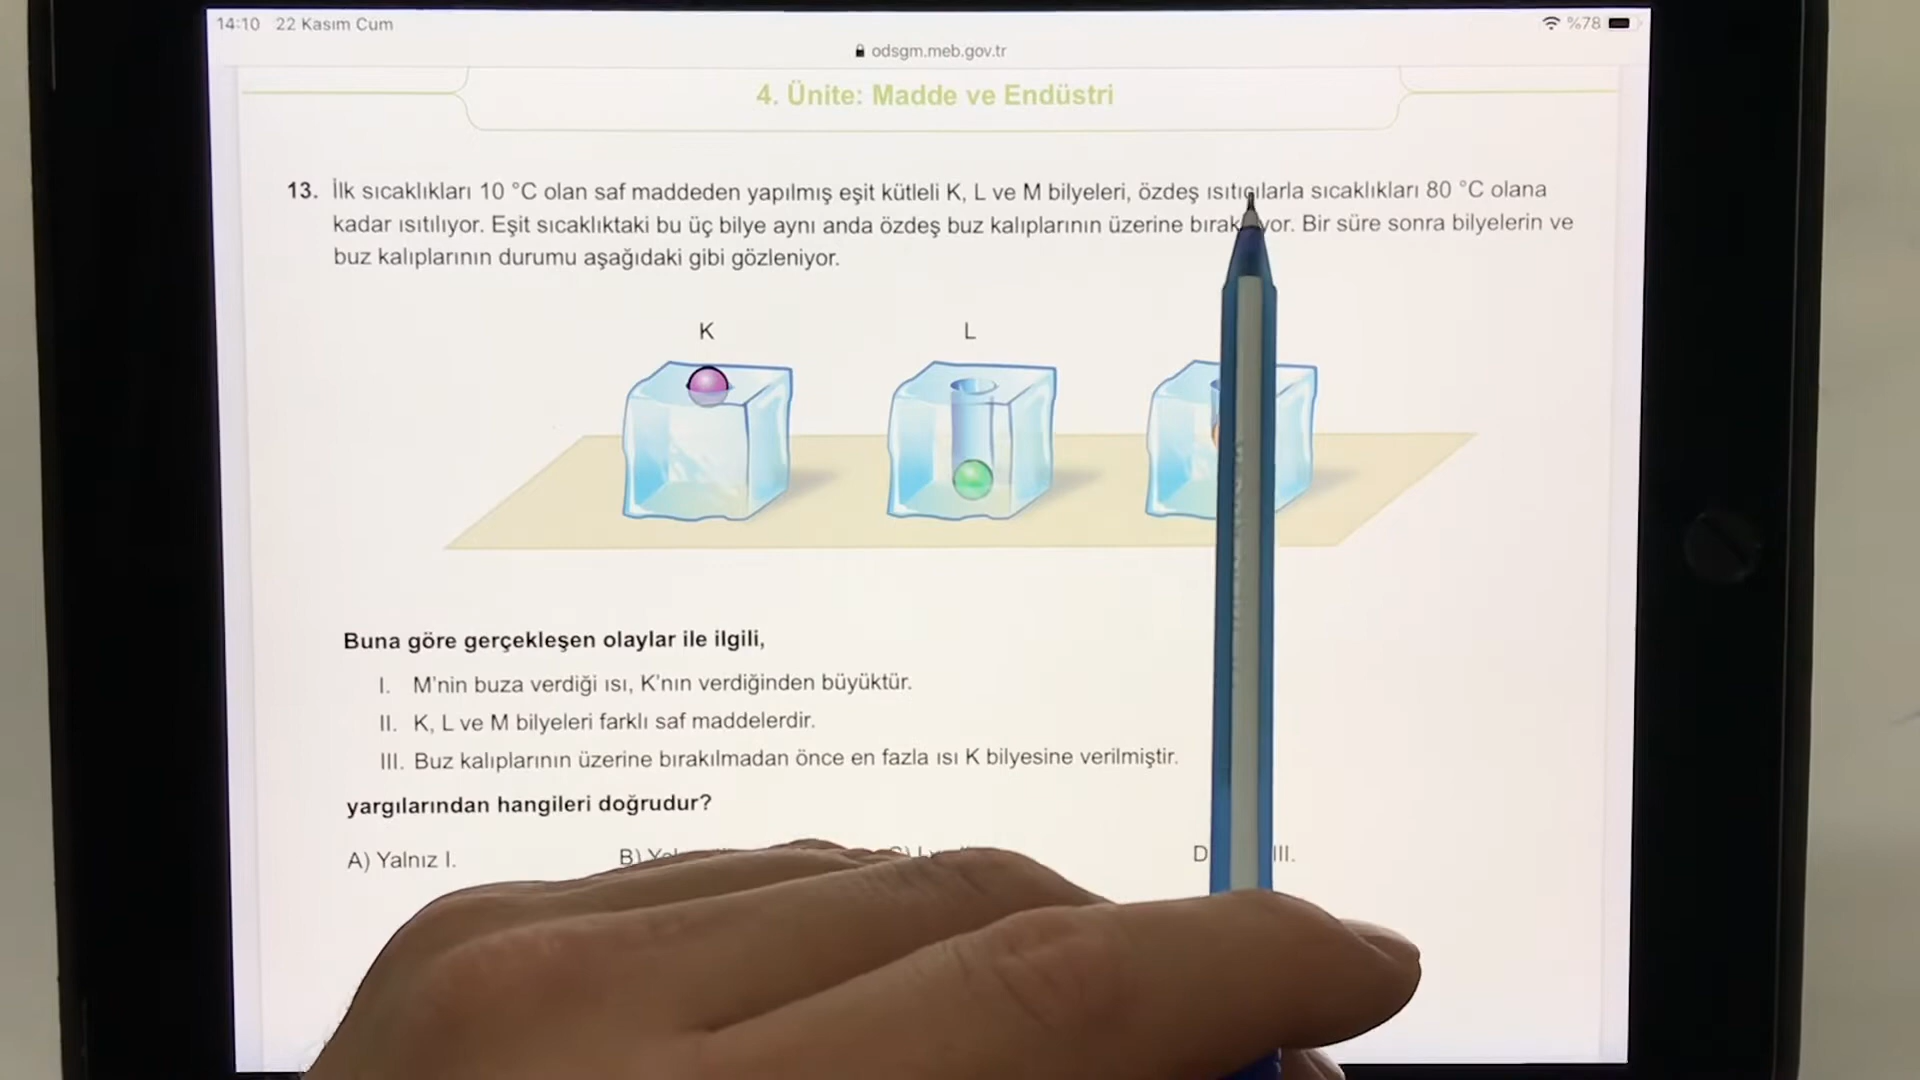 14:10 22 Kasım Cum
%78
odsgm.meb.gov.tr
4. Ünite: Madde ve Endüstri
13. İlk sıcaklıkları 10 °C olan saf maddeden yapılmış eşit kütleli K, L ve M bilyeleri, özdeş ısıtıcılarla sıcaklıkları 80 °C olana
kadar ısıtılıyor. Eşit sıcaklıktaki bu üç bilye aynı anda özdeş buz kalıplarının üzerine Bir süre sonra bilyelerin ve
buz kalıplarının durumu aşağıdaki gibi gözleniyor.
K L
Buna göre gerçekleşen olaylar ile ilgili,
I. M'nin buza verdiği ısı, K'nın verdiğinden büyüktür.
II. K, L ve M bilyeleri farklı saf maddelerdir.
III. Buz kalıplarının üzerine bırakılmadan önce en fazla ısı K bilyesine verilmiştir.
yargılarından hangileri doğrudur?
A) Yalnız I. B) D III.